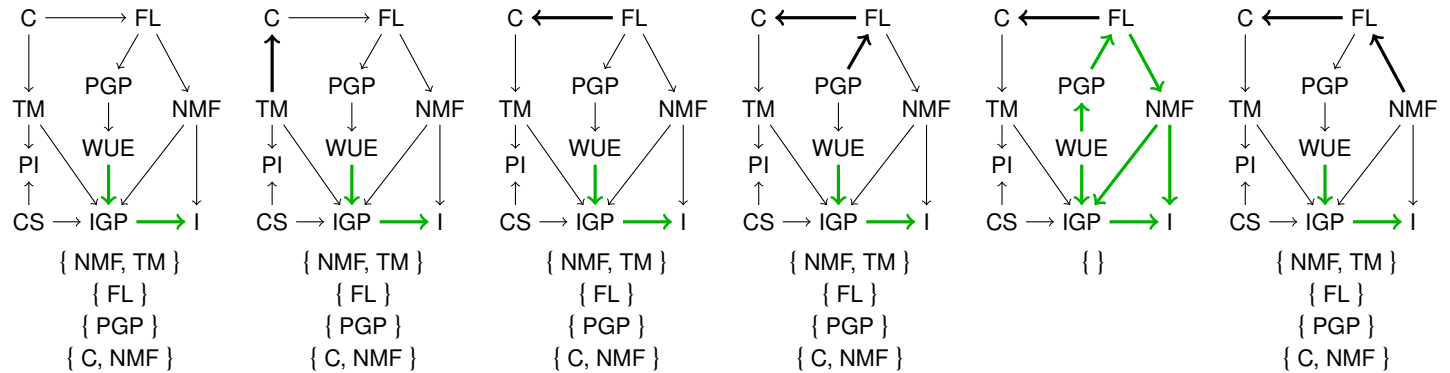 C FL C FL C FL C FL C FL C FL
PGP PGP PGP PGP PGP PGP
TM NMF TM NMF TM NMF TM NMF TM NMF TM NMF
WUE WUE WUE WUE WUE WUE
PI PI PI PI PI PI
CS IGP I CS IGP I CS IGP I CS IGP I CS IGP I CS IGP I
{ NMF, TM } { NMF, TM } { NMF, TM } { NMF, TM } { } { NMF, TM }
{ FL } { FL } { FL } { FL } { FL }
{ PGP } { PGP } { PGP } { PGP } { PGP }
{ C, NMF } { C, NMF } { C, NMF } { C, NMF } { C, NMF }